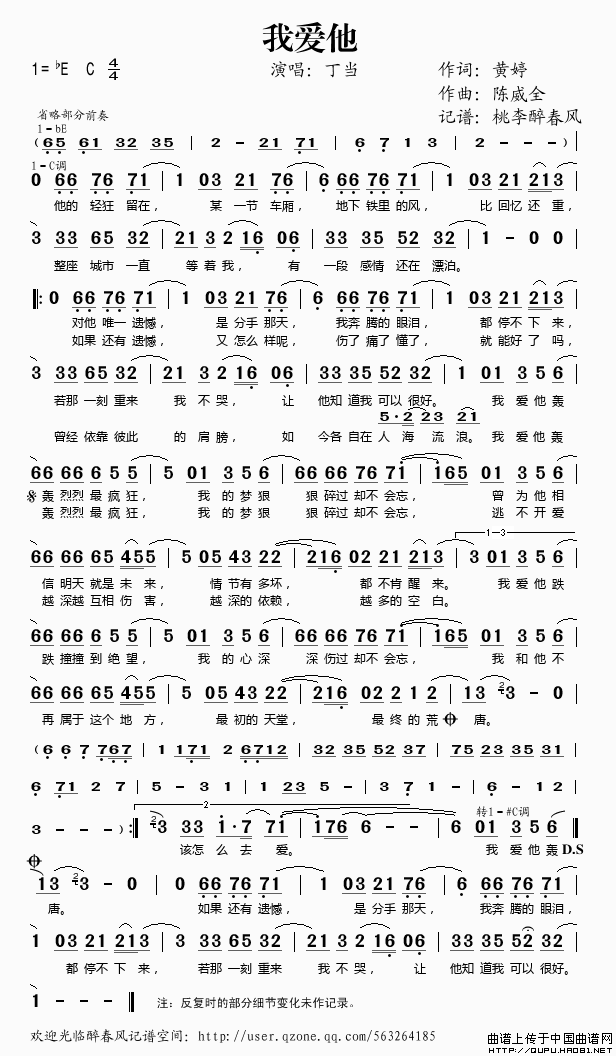 我爱他
1= ♭E C 4/4 演唱：丁当 作词：黄婷
作曲：陈威全
省略部分前奏 记谱：桃李醉春风
1-bE
( 65 61 32 35 | 2 - 21 71 | 6 7 1 3 | 2 - - - )
1-C调
0 66 76 71 | 1 03 21 76 | 6 66 76 71 | 1 03 21 213
他的 轻狂 留在， 某 一节 车厢， 地下 铁里 的风， 比 回忆 还 重，
3 33 65 32 | 21 3 2 16 06 | 33 35 52 32 | 1 - 0 0
整座 城市 一直 等 着 我， 有 一段 感情 还在 漂泊。
‖: 0 66 76 71 | 1 03 21 76 | 6 66 76 71 | 1 03 21 213
对他 唯一 遗憾， 是 分手 那天， 我奔 腾的 眼泪， 都 停不 下 来，
如果 还有 遗憾， 又 怎么 样呢， 伤了 痛了 懂了， 就 能好 了 吗，
3 33 65 32 | 21 3 2 16 06 | 33 35 52 32 | 1 01 3 5 6
若那 一刻 重来 我 不 哭， 让 他知 道我 可以 很好。 我 爱 他 轰
5·2 23 21
曾经 依靠 彼此 的 肩 膀， 如 今各 自在 人 海 流 浪。 我 爱 他 轰
66 66 6 5 5 | 5 01 3 5 6 | 66 66 76 71 | 165 01 3 5 6
𝄋 轰 烈烈 最 疯 狂， 我 的 梦 狠 狠 碎过 却不 会忘， 曾 为 他 相
轰 烈烈 最 疯 狂， 我 的 梦 狠 狠 碎过 却不 会忘， 逃 不 开 爱
1-3
66 66 65 455 | 5 05 43 22 | 216 02 21 213 | 3 01 35 56
信 明天 就是 未 来， 情 节有 多坏， 都 不肯 醒 来。 我 爱他 跌
越 深越 互相 伤 害， 越 深的 依赖， 越 多的 空 白。
66 66 6 5 5 | 5 01 3 5 6 | 66 66 76 71 | 165 01 3 5 6
跌 撞撞 到 绝 望， 我 的 心 深 深 伤过 却不 会忘， 我 和 他 不
66 66 65 455 | 5 05 43 22 | 216 02 2 1 2 | 13 3 - 0
再 属于 这个 地 方， 最 初的 天堂， 最 终 的 荒 唐。
( 6 6 7 767 | 1 171 2 6712 | 32 35 52 37 | 75 23 35 31 |
6 71 2 7 | 5 - 3 1 | 1 23 5 - | 3 7 1 - | 6 - 1 2
2
转1-#C调
3 - - ) :‖ 3 33 1·7 71 | 176 6 - - | 6 01 3 5 6 ‖
该怎 么 去 爱。 我 爱 他 轰 D.S
13 3 - 0 | 0 66 76 71 | 1 03 21 76 | 6 66 76 71
唐。 如果 还有 遗憾， 是 分手 那天， 我奔 腾的 眼泪，
1 03 21 213 | 3 33 65 32 | 21 3 2 16 06 | 33 35 52 32
都 停不 下 来， 若那 一刻 重来 我 不 哭， 让 他知 道我 可以 很好。
1 - - - ‖ 注：反复时的部分细节变化未作记录。
欢迎光临醉春风记谱空间：http://user.qzone.qq.com/563264185
曲谱上传于中国曲谱网
HTTP://QUPU.HAO81.NET